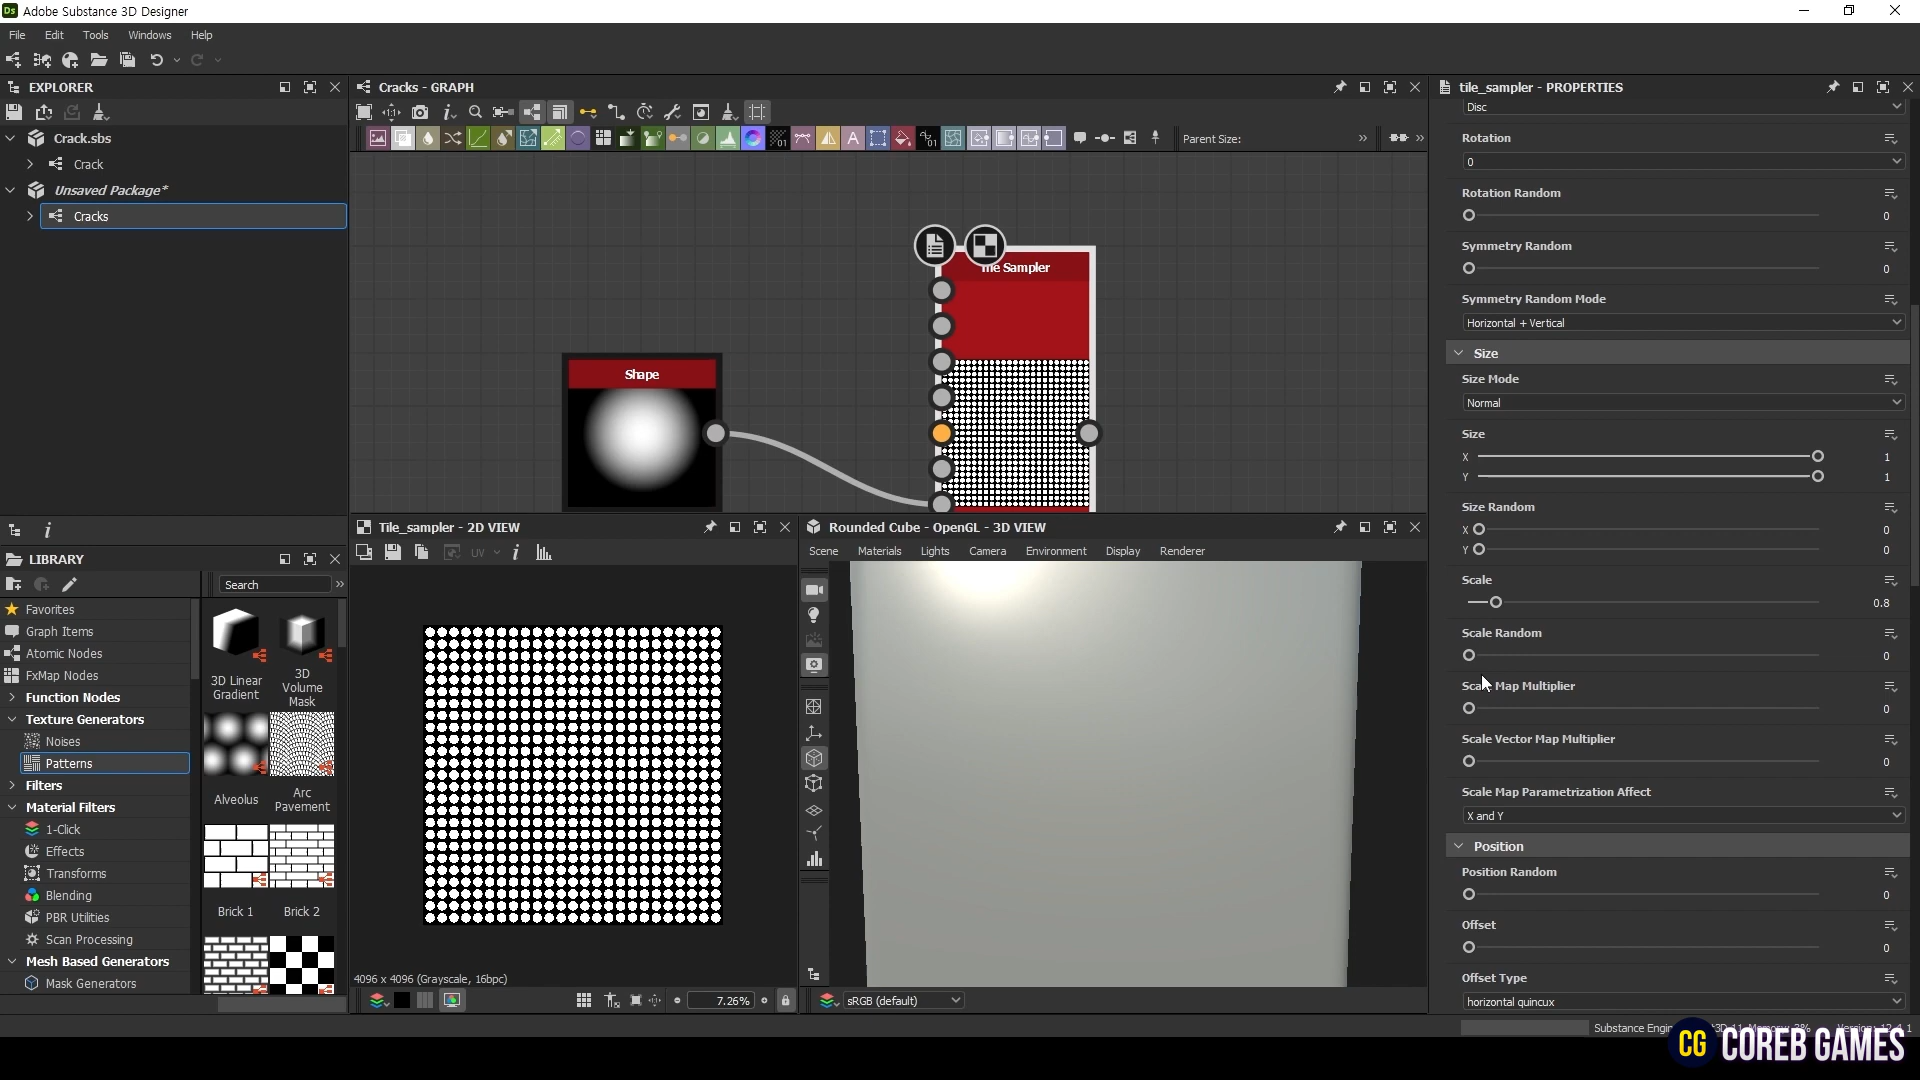 Ds Adobe Substance 3D Designer
File Edit Tools Windows Help
EXPLORER
Crack.sbs
Crack
Unsaved Package*
Cracks
Cracks - GRAPH
Parent Size:
Shape
Tile Sampler
LIBRARY
Search
Favorites
Graph Items
Atomic Nodes
FxMap Nodes
Function Nodes
Texture Generators
Noises
Patterns
Filters
Material Filters
1-Click
Effects
Transforms
Blending
PBR Utilities
Scan Processing
Mesh Based Generators
Mask Generators
3D Linear Gradient
3D Volume Mask
Alveolus
Arc Pavement
Brick 1
Brick 2
Tile_sampler - 2D VIEW
UV
4096 x 4096 (Grayscale, 16bpc)
7.26%
Rounded Cube - OpenGL - 3D VIEW
Scene Materials Lights Camera Environment Display Renderer
sRGB (default)
tile_sampler - PROPERTIES
Disc
Rotation
0
Rotation Random
0
Symmetry Random
0
Symmetry Random Mode
Horizontal + Vertical
Size
Size Mode
Normal
Size
X 1
Y 1
Size Random
X 0
Y 0
Scale
0.8
Scale Random
0
Scale Map Multiplier
0
Scale Vector Map Multiplier
0
Scale Map Parametrization Affect
X and Y
Position
Position Random
0
Offset
0
Offset Type
horizontal quincux
CG COREB GAMES